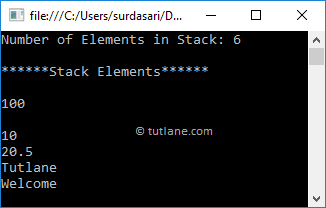 file:///C:/Users/surdasari/D...
Number of Elements in Stack: 6
******Stack Elements******
100
10
© tutlane.com
20.5
Tutlane
Welcome